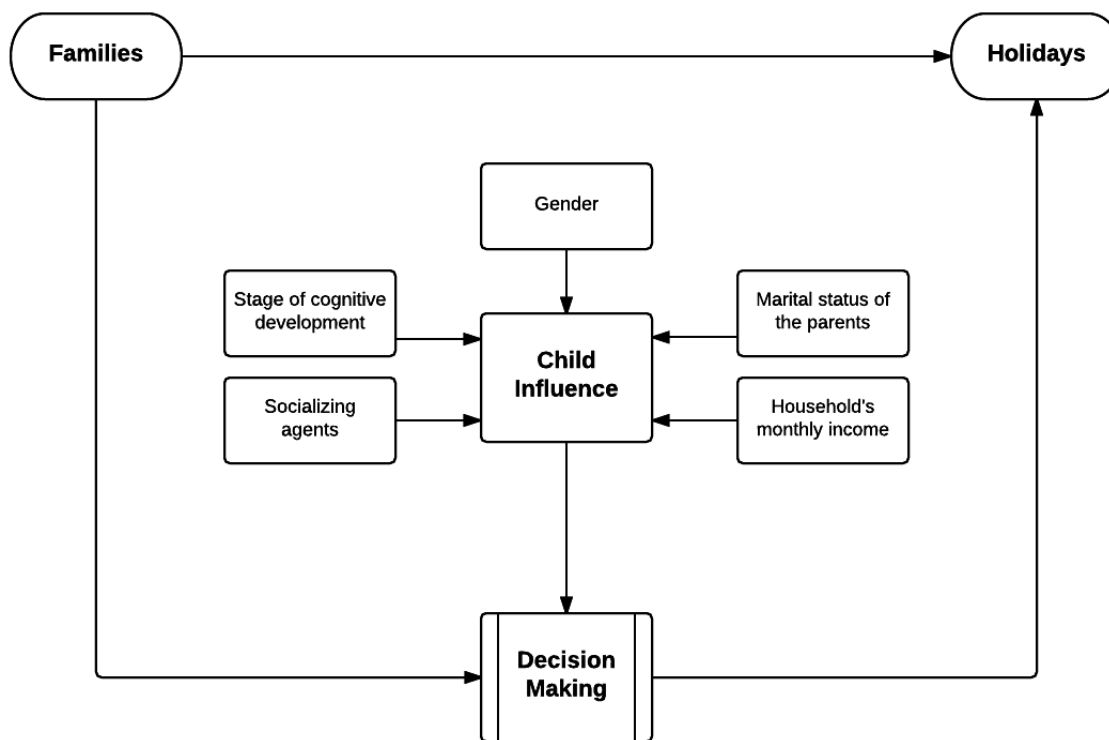 Families
Holidays
Gender
Stage of cognitive
development
Marital status of
the parents
Child
Influence
Socializing
agents
Household's
monthly income
Decision
Making